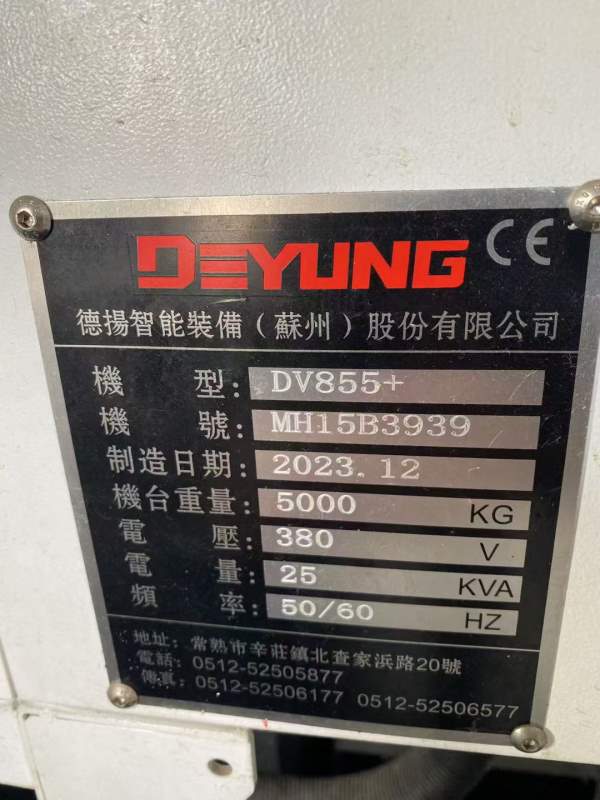 DEYUNG CE
德揚智能裝備(蘇州)股份有限公司
機 型: DV855+
機 號: MH15B3939
制造日期: 2023.12
機台重量: 5000 KG
電 壓: 380 V
電 量: 25 KVA
頻 率: 50/60 HZ
地址: 常熟市辛莊鎮北查家浜路20號
電話: 0512-52505877
傳真: 0512-52506177 0512-52506577